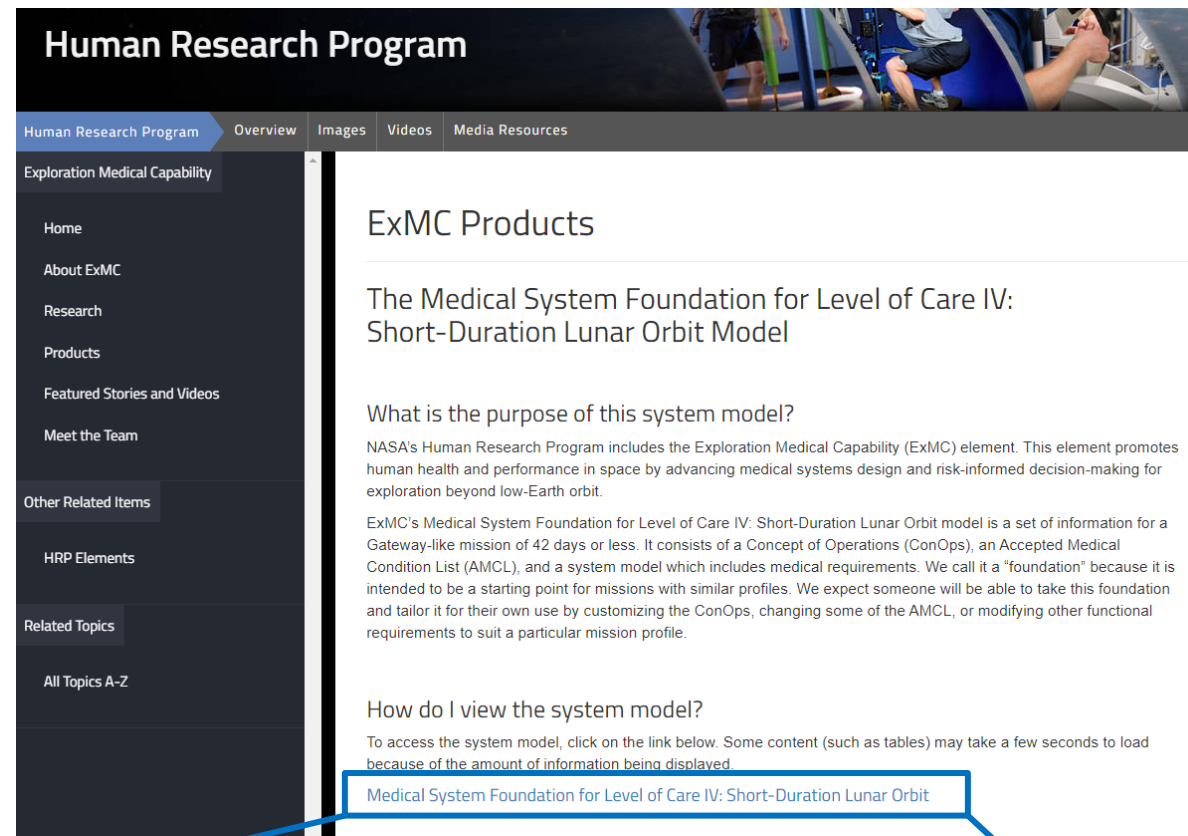 Human Research Program
Human Research Program Overview Images Videos Media Resources
Exploration Medical Capability
Home
About ExMC
Research
Products
Featured Stories and Videos
Meet the Team
Other Related Items
HRP Elements
Related Topics
All Topics A-Z
ExMC Products
The Medical System Foundation for Level of Care IV:
Short-Duration Lunar Orbit Model
What is the purpose of this system model?
NASA's Human Research Program includes the Exploration Medical Capability (ExMC) element. This element promotes
human health and performance in space by advancing medical systems design and risk-informed decision-making for
exploration beyond low-Earth orbit.
ExMC's Medical System Foundation for Level of Care IV: Short-Duration Lunar Orbit model is a set of information for a
Gateway-like mission of 42 days or less. It consists of a Concept of Operations (ConOps), an Accepted Medical
Condition List (AMCL), and a system model which includes medical requirements. We call it a “foundation” because it is
intended to be a starting point for missions with similar profiles. We expect someone will be able to take this foundation
and tailor it for their own use by customizing the ConOps, changing some of the AMCL, or modifying other functional
requirements to suit a particular mission profile.
How do I view the system model?
To access the system model, click on the link below. Some content (such as tables) may take a few seconds to load
because of the amount of information being displayed.
Medical System Foundation for Level of Care IV: Short-Duration Lunar Orbit